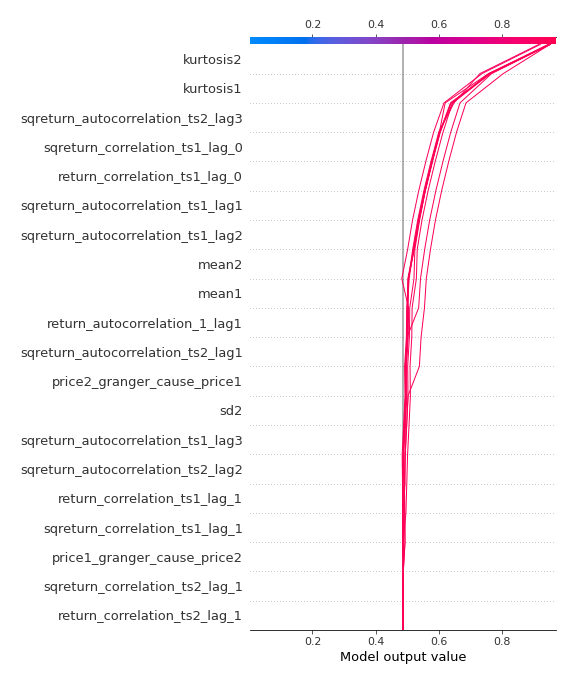 0.2 0.4 0.6 0.8
kurtosis2
kurtosis1
sqreturn_autocorrelation_ts2_lag3
sqreturn_correlation_ts1_lag_0
return_correlation_ts1_lag_0
sqreturn_autocorrelation_ts1_lag1
sqreturn_autocorrelation_ts1_lag2
mean2
mean1
return_autocorrelation_1_lag1
sqreturn_autocorrelation_ts2_lag1
price2_granger_cause_price1
sd2
sqreturn_autocorrelation_ts1_lag3
sqreturn_autocorrelation_ts2_lag2
return_correlation_ts1_lag_1
sqreturn_correlation_ts1_lag_1
price1_granger_cause_price2
sqreturn_correlation_ts2_lag_1
return_correlation_ts2_lag_1
0.2 0.4 0.6 0.8
Model output value